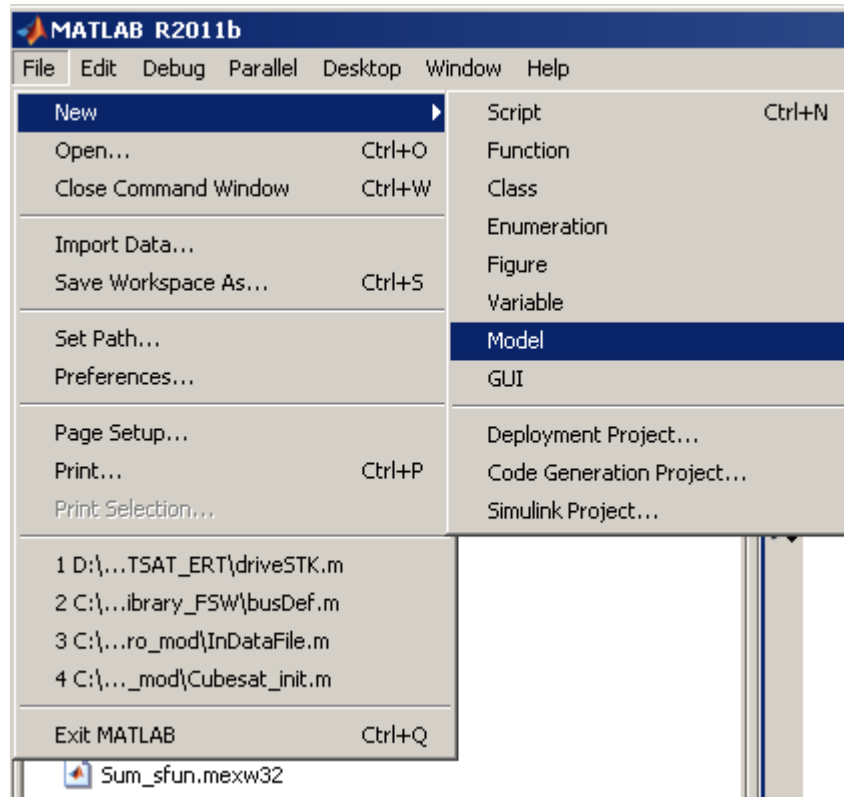 MATLAB R2011b
File Edit Debug Parallel Desktop Window Help
New
Open... Ctrl+O
Close Command Window Ctrl+W
Import Data...
Save Workspace As... Ctrl+S
Set Path...
Preferences...
Page Setup...
Print... Ctrl+P
Print Selection...
1 D:\...TSAT_ERT\driveSTK.m
2 C:\...ibrary_FSW\busDef.m
3 C:\...ro_mod\InDataFile.m
4 C:\..._mod\Cubesat_init.m
Exit MATLAB Ctrl+Q
Script Ctrl+N
Function
Class
Enumeration
Figure
Variable
Model
GUI
Deployment Project...
Code Generation Project...
Simulink Project...
Sum_sfun.mexw32